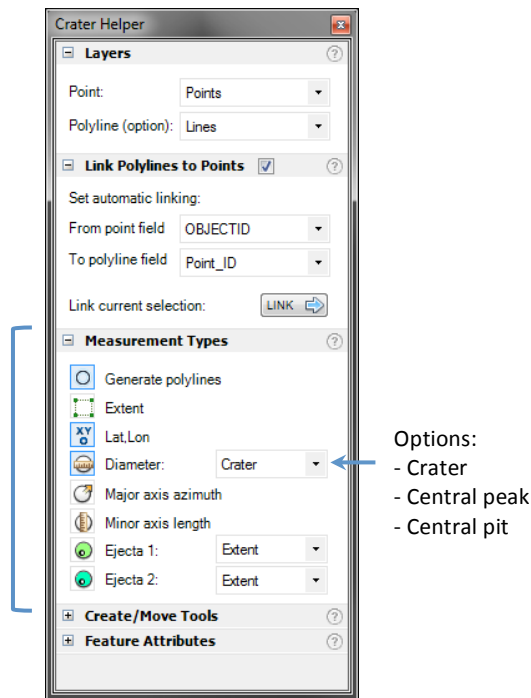 Crater Helper
Layers
Point: Points
Polyline (option): Lines
Link Polylines to Points
Set automatic linking:
From point field OBJECTID
To polyline field Point_ID
Link current selection: LINK
Measurement Types
Generate polylines
Extent
XY Lat,Lon
Diameter: Crater
Major axis azimuth
Minor axis length
Ejecta 1: Extent
Ejecta 2: Extent
Create/Move Tools
Feature Attributes
Options:
- Crater
- Central peak
- Central pit